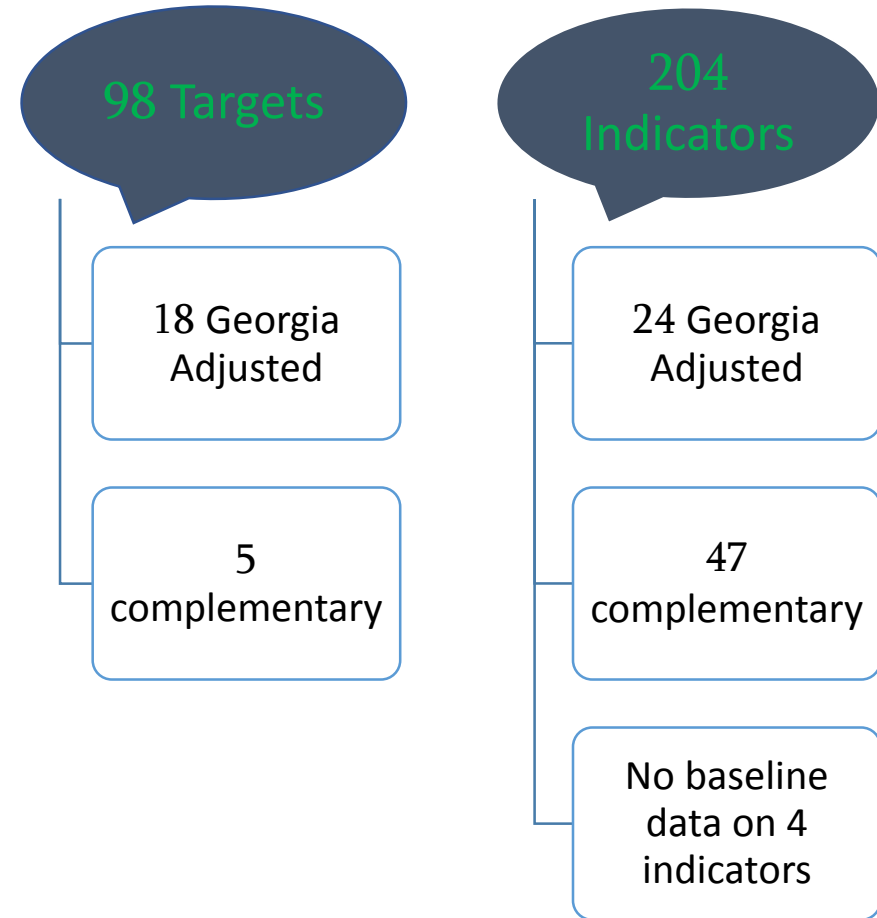 98 Targets
18 Georgia
Adjusted
5
complementary
204
Indicators
24 Georgia
Adjusted
47
complementary
No baseline
data on 4
indicators